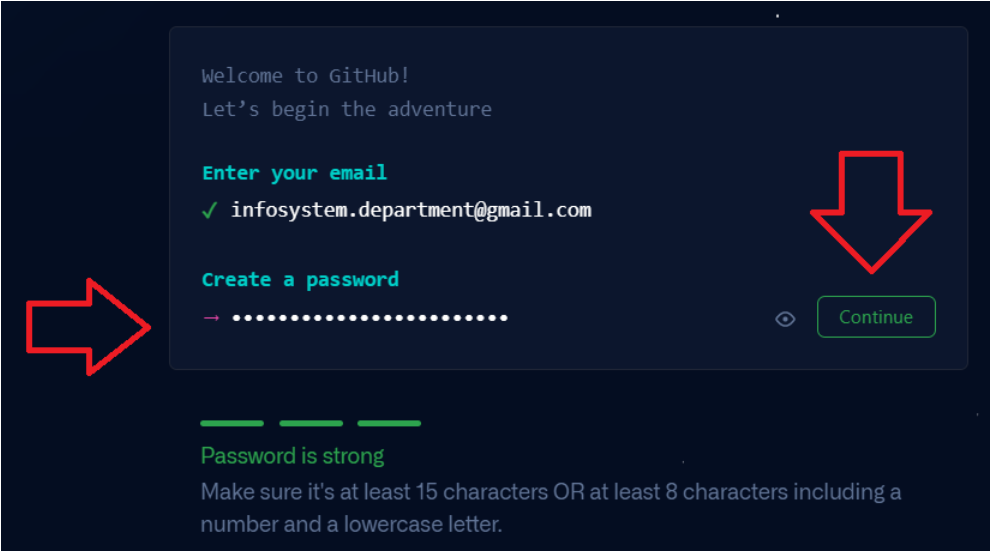 Welcome to GitHub!
Let’s begin the adventure
Enter your email
✓ infosystem.department@gmail.com
Create a password
→ ••••••••••••••••••••••••
Continue
Password is strong
Make sure it's at least 15 characters OR at least 8 characters including a
number and a lowercase letter.